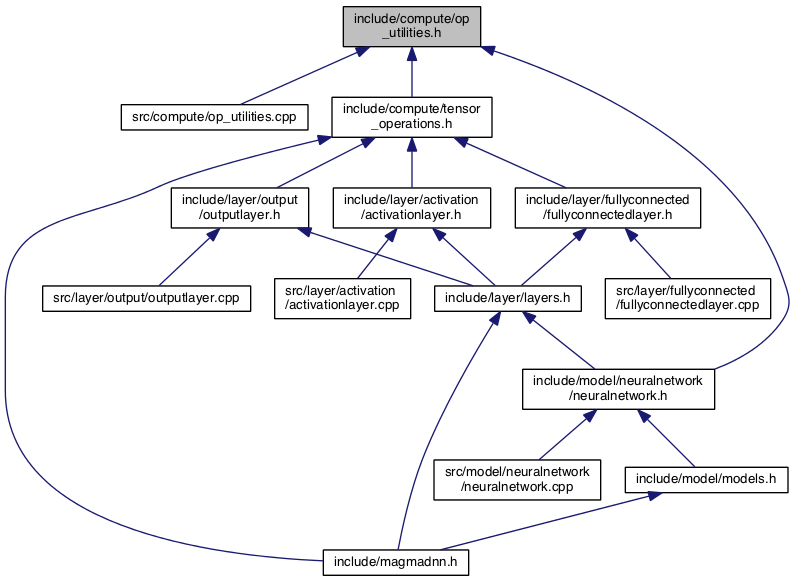 include/compute/op
_utilities.h
src/compute/op_utilities.cpp
include/compute/tensor
_operations.h
include/layer/output
/outputlayer.h
include/layer/activation
/activationlayer.h
include/layer/fullyconnected
/fullyconnectedlayer.h
src/layer/output/outputlayer.cpp
src/layer/activation
/activationlayer.cpp
include/layer/layers.h
src/layer/fullyconnected
/fullyconnectedlayer.cpp
include/model/neuralnetwork
/neuralnetwork.h
src/model/neuralnetwork
/neuralnetwork.cpp
include/model/models.h
include/magmadnn.h